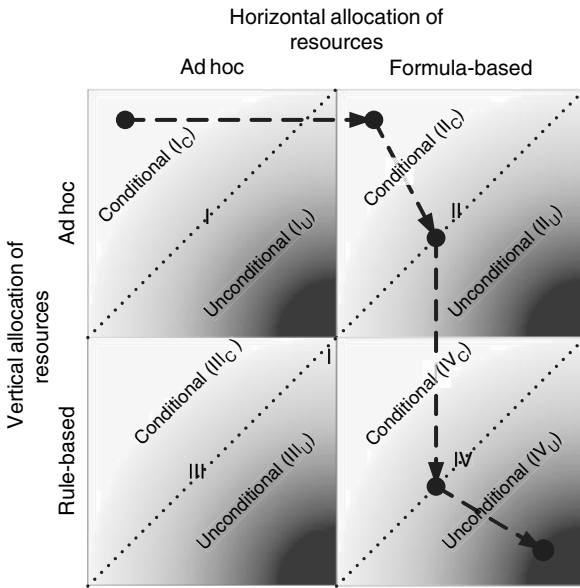 Horizontal allocation of
resources
Ad hoc
Formula-based
Vertical allocation of
resources
Ad hoc
Conditional (I_C)
I
Unconditional (I_U)
Conditional (II_C)
II
Unconditional (II_U)
Rule-based
Conditional (III_C)
I
III
Unconditional (III_U)
Conditional (IV_C)
IV
Unconditional (IV_U)